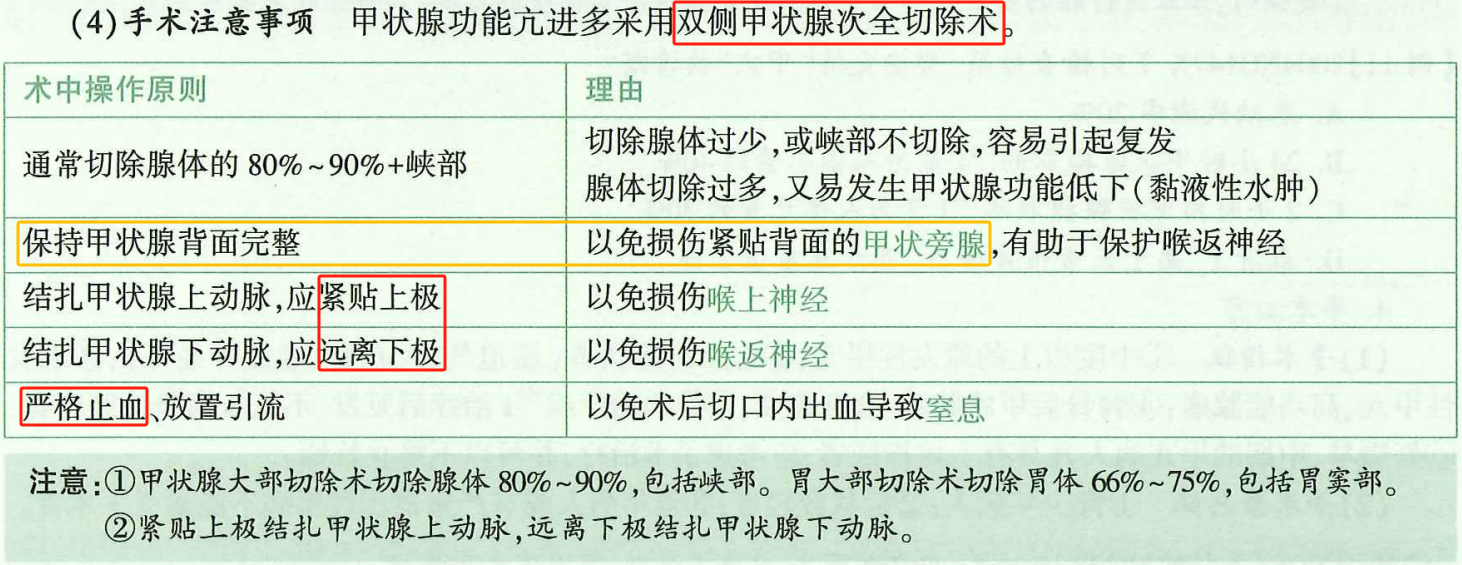 (4)手术注意事项 甲状腺功能亢进多采用双侧甲状腺次全切除术。
术中操作原则 理由
通常切除腺体的 80%~90%+峡部 切除腺体过少,或峡部不切除,容易引起复发
腺体切除过多,又易发生甲状腺功能低下(黏液性水肿)
保持甲状腺背面完整 以免损伤紧贴背面的甲状旁腺,有助于保护喉返神经
结扎甲状腺上动脉,应紧贴上极 以免损伤喉上神经
结扎甲状腺下动脉,应远离下极 以免损伤喉返神经
严格止血、放置引流 以免术后切口内出血导致窒息
注意:①甲状腺大部切除术切除腺体 80%~90%,包括峡部。胃大部切除术切除胃体 66%~75%,包括胃窦部。
②紧贴上极结扎甲状腺上动脉,远离下极结扎甲状腺下动脉。